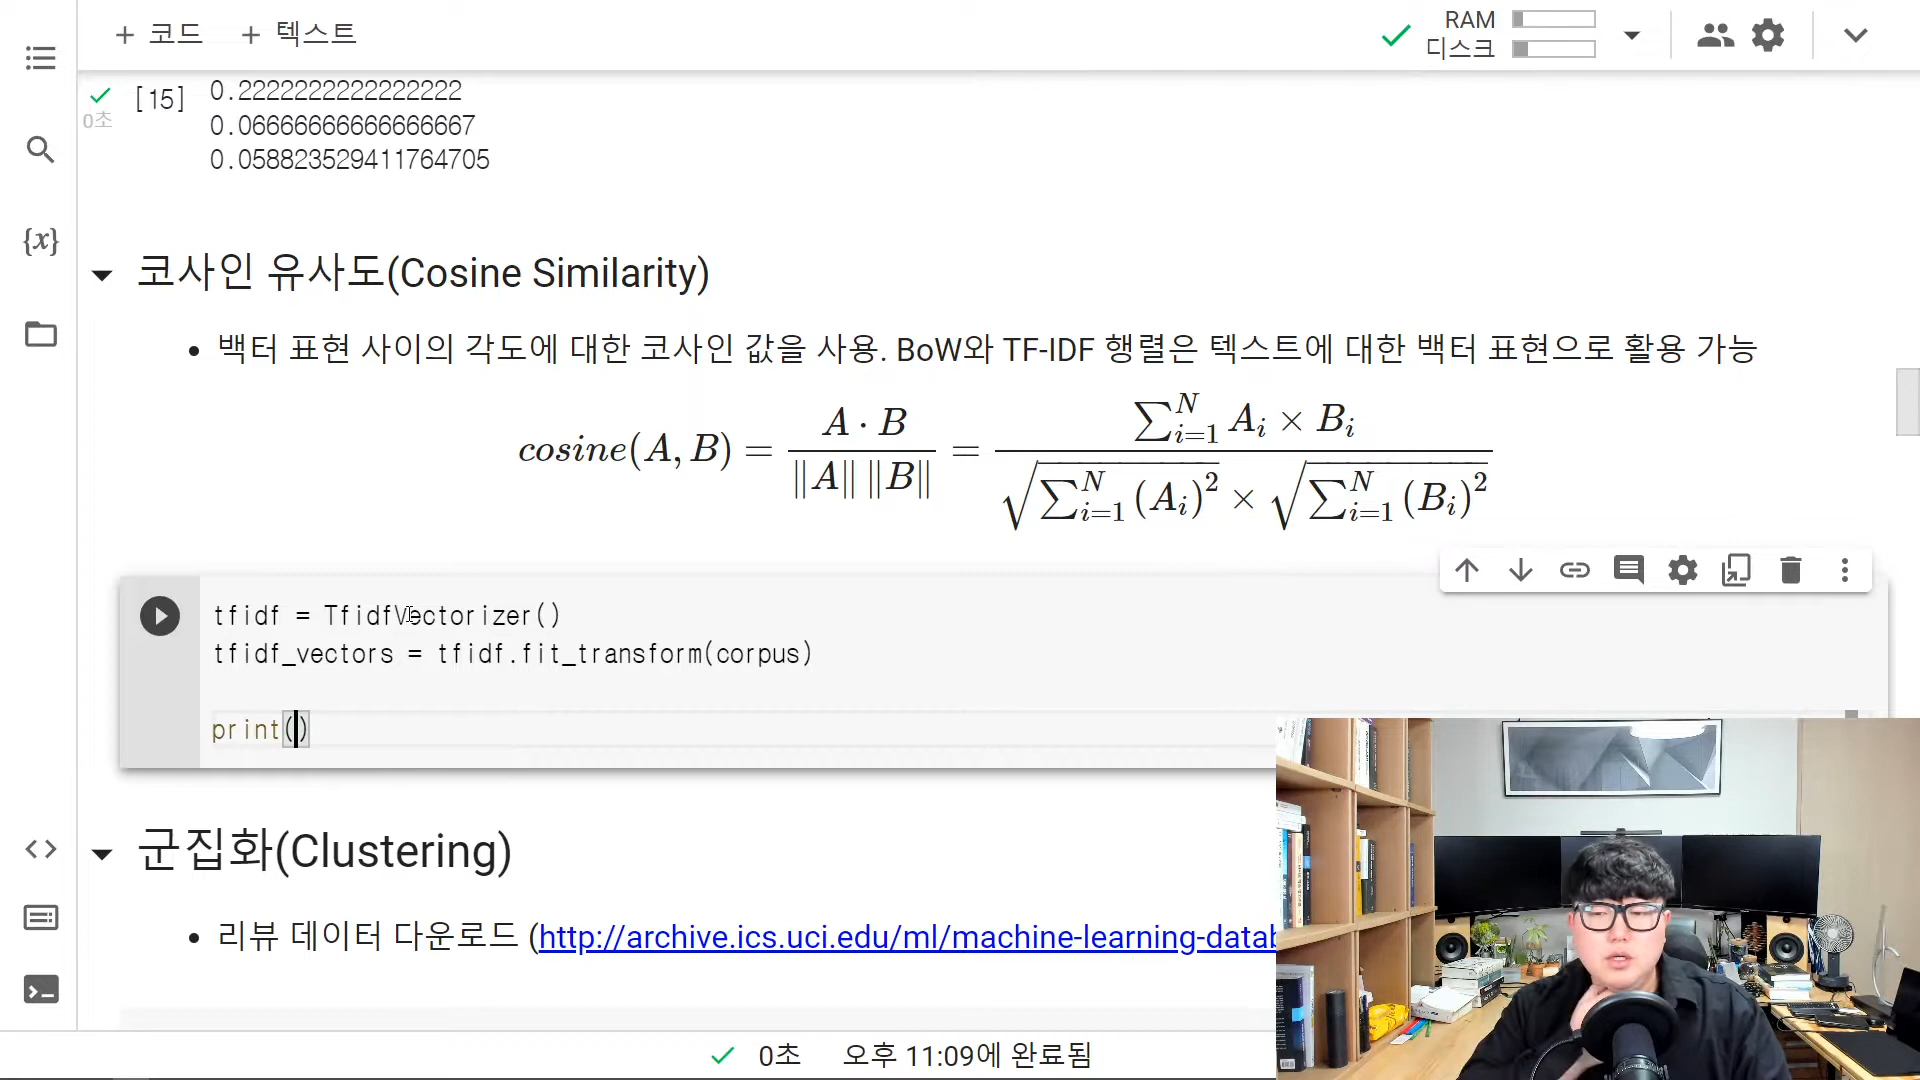 + 코드 + 텍스트
RAM
디스크
[15]
0초
0.2222222222222222
0.06666666666666667
0.058823529411764705
{x}
코사인 유사도(Cosine Similarity)
백터 표현 사이의 각도에 대한 코사인 값을 사용. BoW와 TF-IDF 행렬은 텍스트에 대한 백터 표현으로 활용 가능
cosine(A, B) = A · B / ‖A‖ ‖B‖ = ∑_{i=1}^{N} A_i × B_i / √∑_{i=1}^{N} (A_i)^2 × √∑_{i=1}^{N} (B_i)^2
tfidf = TfidfVectorizer()
tfidf_vectors = tfidf.fit_transform(corpus)
print()
군집화(Clustering)
리뷰 데이터 다운로드 (http://archive.ics.uci.edu/ml/machine-learning-datab
0초 오후 11:09에 완료됨